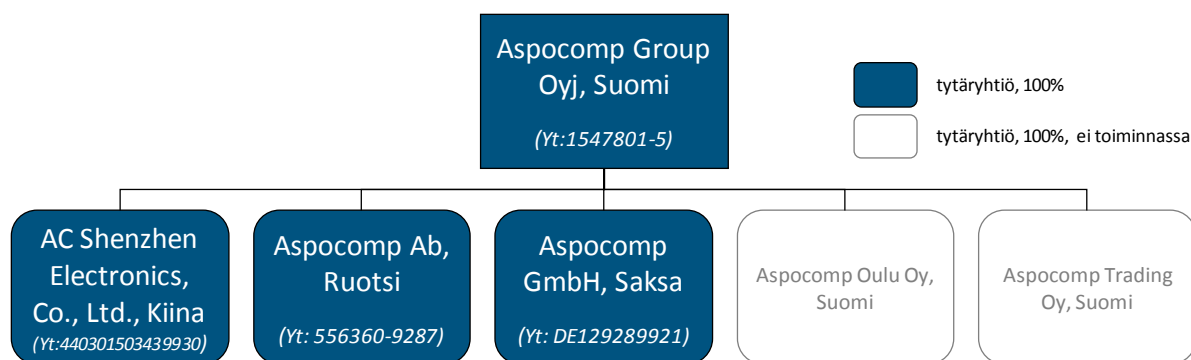 Aspocomp Group
Oyj, Suomi
(Yt:1547801-5)
tytäryhtiö, 100%
tytäryhtiö, 100%, ei toiminnassa
AC Shenzhen
Electronics,
Co., Ltd., Kiina
(Yt:440301503439930)
Aspocomp Ab,
Ruotsi
(Yt: 556360-9287)
Aspocomp
GmbH, Saksa
(Yt: DE129289921)
Aspocomp Oulu Oy,
Suomi
Aspocomp Trading
Oy, Suomi